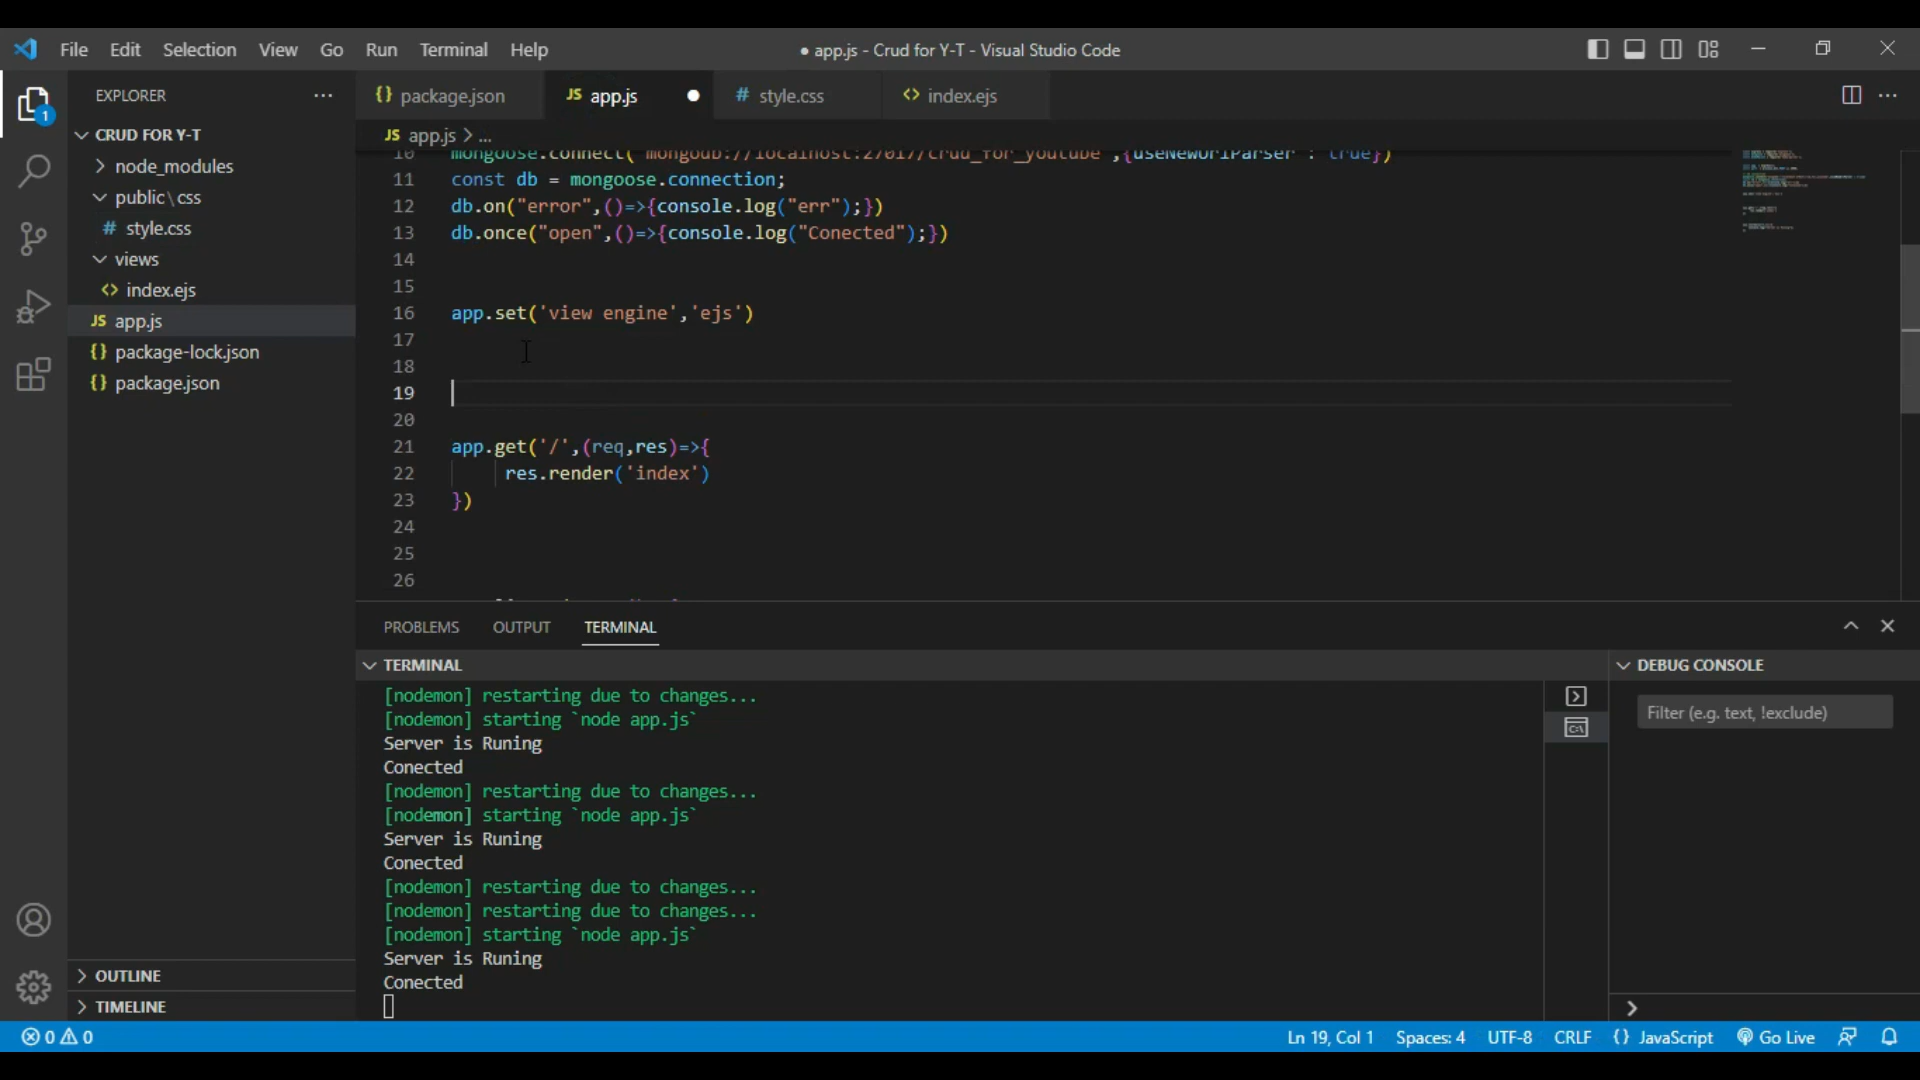 File Edit Selection View Go Run Terminal Help
● app.js - Crud for Y-T - Visual Studio Code
1
EXPLORER
CRUD FOR Y-T
node_modules
public\css
# style.css
views
<> index.ejs
JS app.js
{} package-lock.json
{} package.json
OUTLINE
TIMELINE
{} package.json
JS app.js
# style.css
<> index.ejs
JS app.js > ...
10 mongoose.connect("mongodb://localhost:27017/crud_for_youtube",{useNewUrlParser : true})
11 const db = mongoose.connection;
12 db.on("error",()=>{console.log("err");})
13 db.once("open",()=>{console.log("Conected");})
14
15
16 app.set('view engine','ejs')
17
18
19
20
21 app.get('/',(req,res)=>{
22 res.render('index')
23 })
24
25
26
PROBLEMS OUTPUT TERMINAL
TERMINAL
[nodemon] restarting due to changes...
[nodemon] starting `node app.js`
Server is Runing
Conected
[nodemon] restarting due to changes...
[nodemon] starting `node app.js`
Server is Runing
Conected
[nodemon] restarting due to changes...
[nodemon] restarting due to changes...
[nodemon] starting `node app.js`
Server is Runing
Conected
DEBUG CONSOLE
Filter (e.g. text, !exclude)
0 0
Ln 19, Col 1 Spaces: 4 UTF-8 CRLF {} JavaScript Go Live